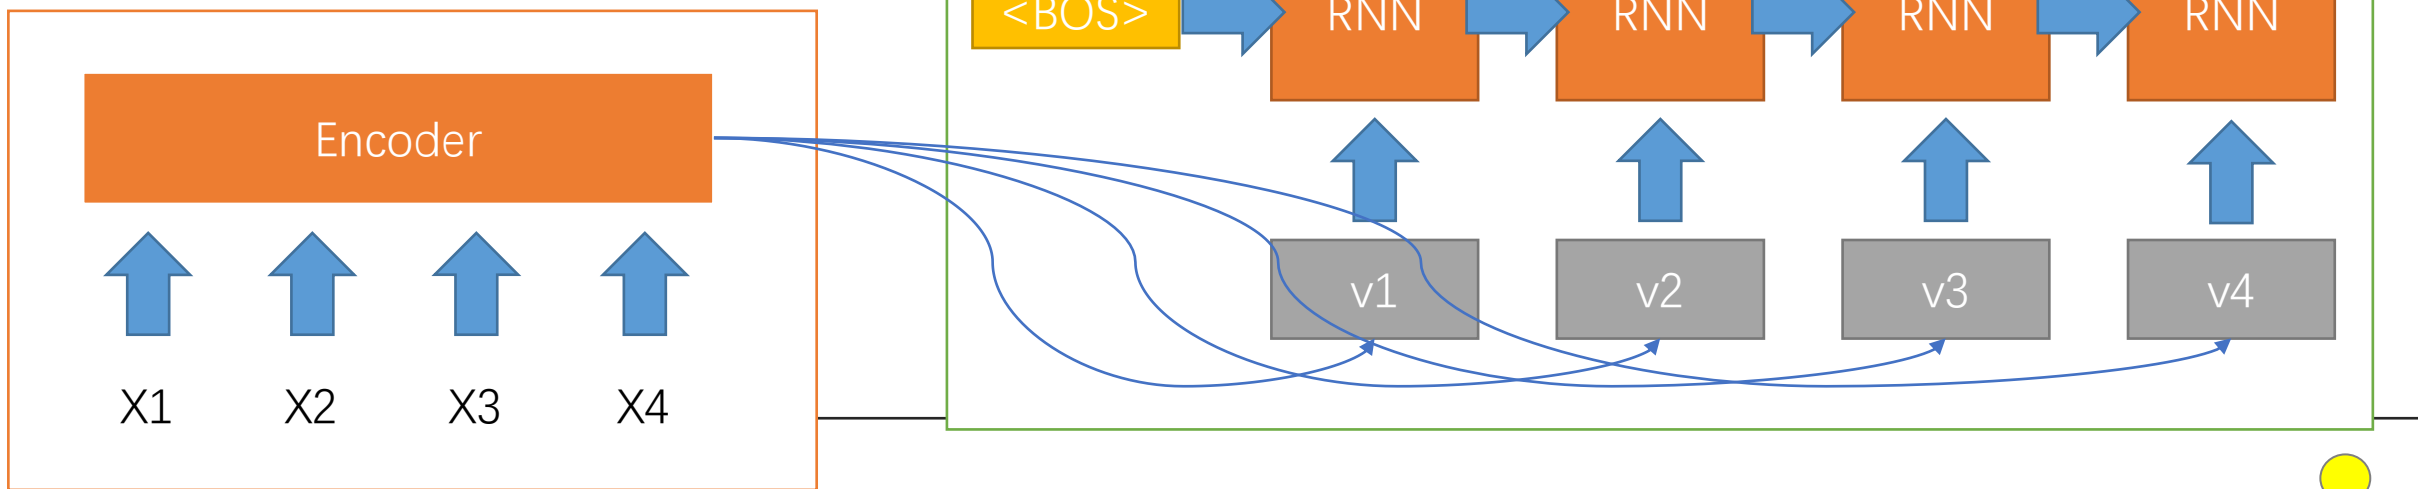 <BOS> RNN RNN RNN RNN
Encoder
v1 v2 v3 v4
X1 X2 X3 X4